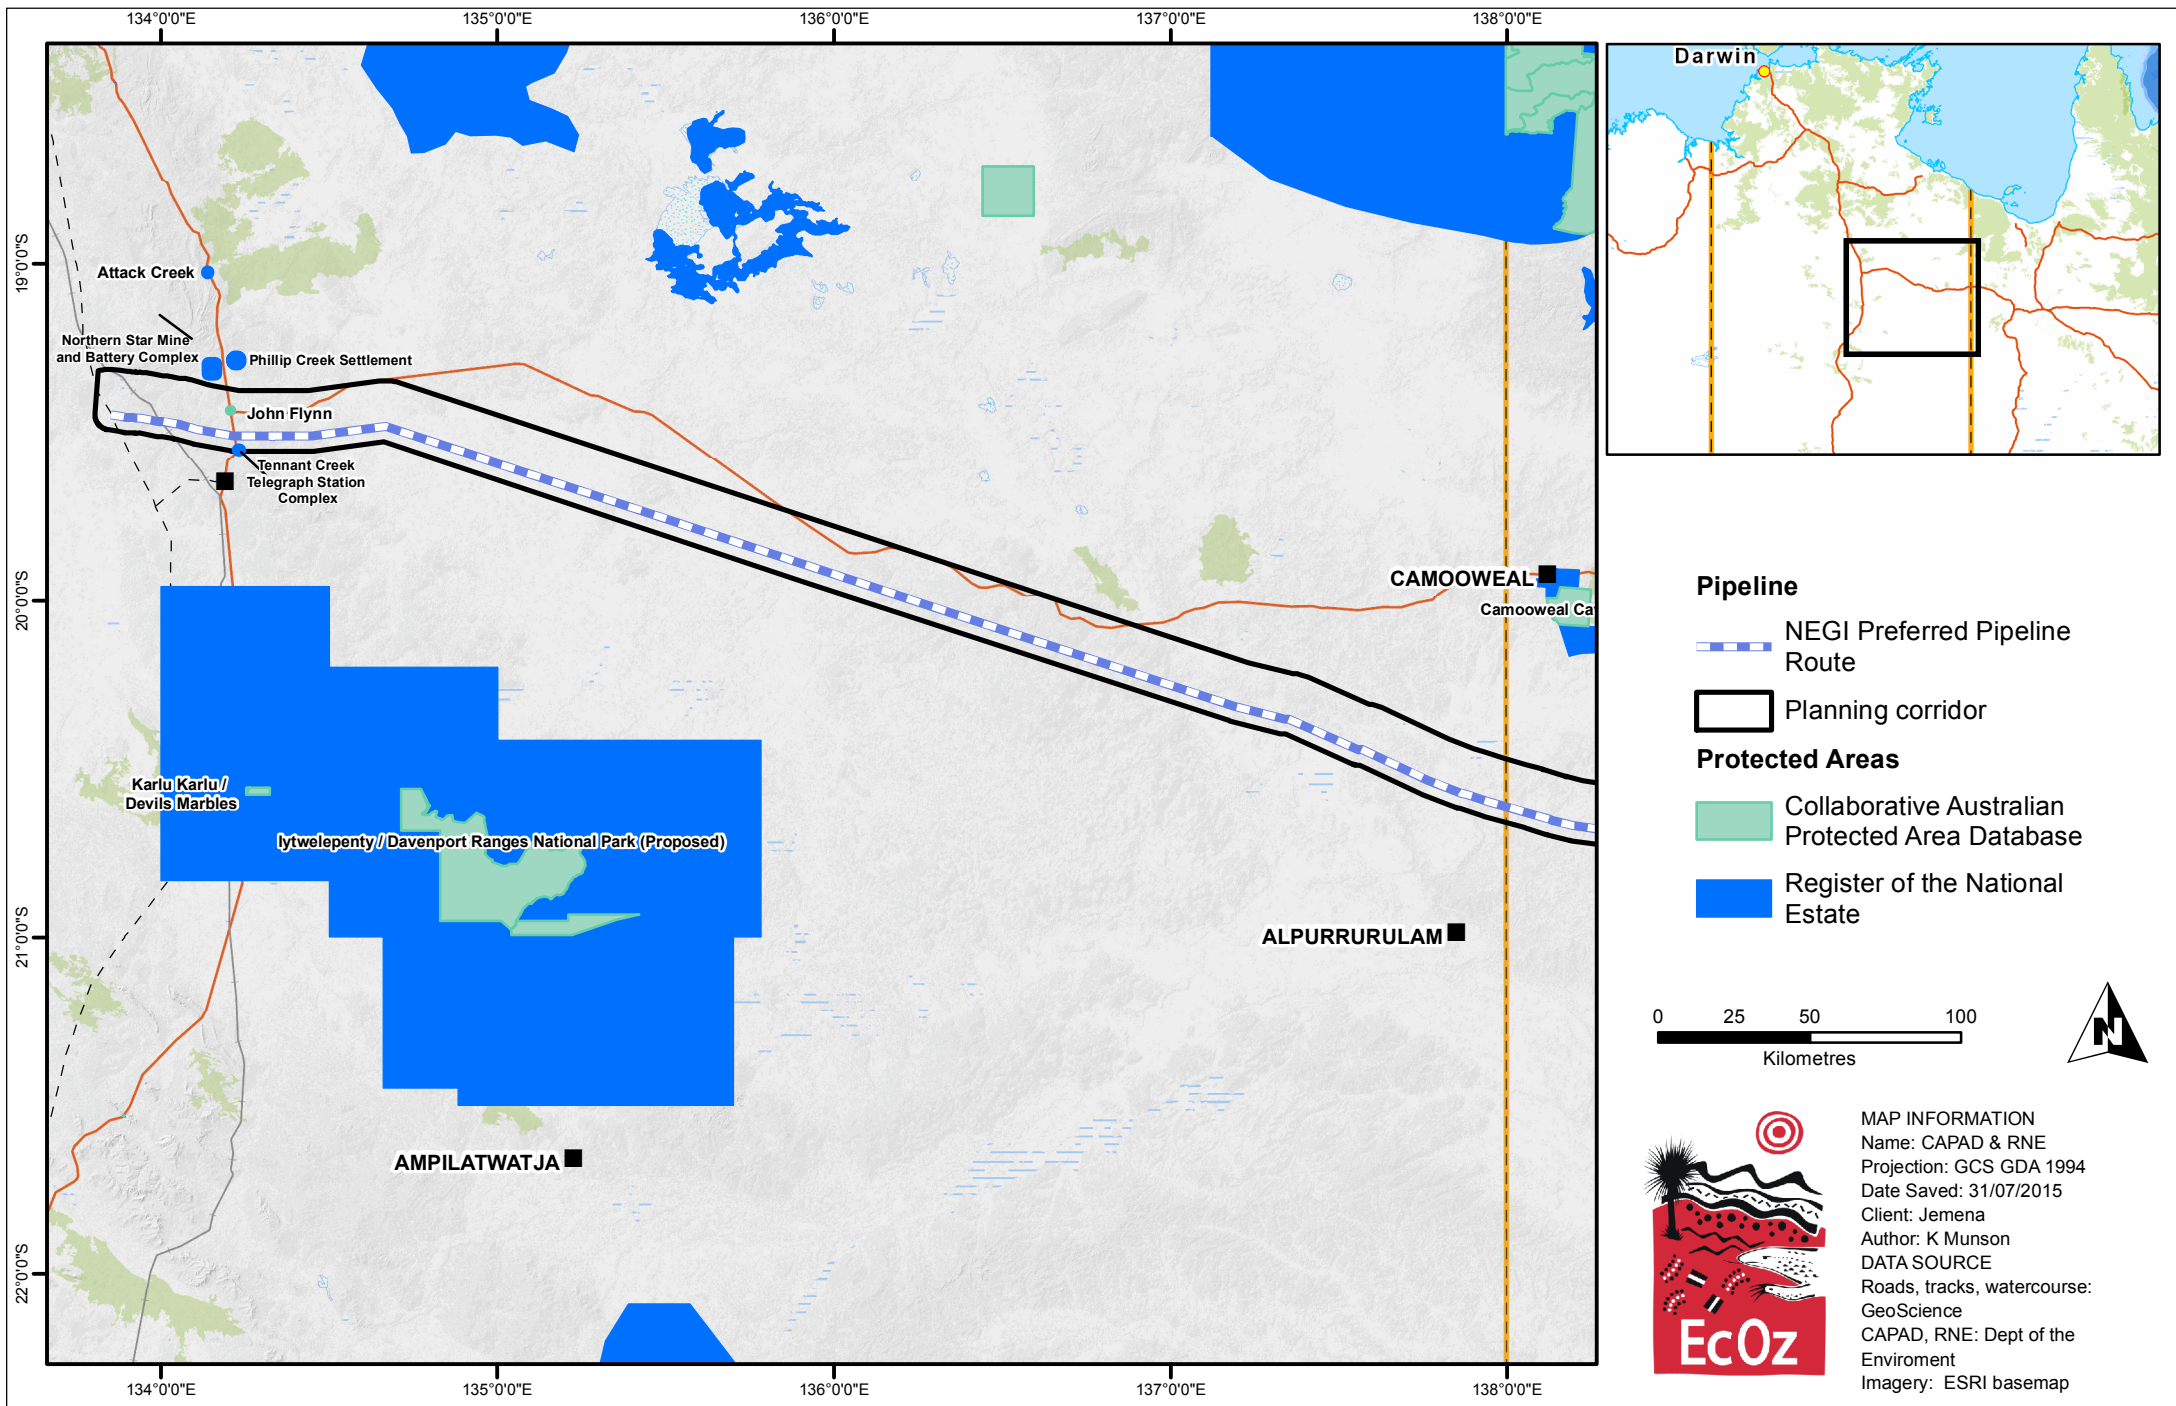 134°0'0"E
135°0'0"E
136°0'0"E
137°0'0"E
138°0'0"E
19°0'0"S
20°0'0"S
21°0'0"S
22°0'0"S
Attack Creek
Northern Star Mine
and Battery Complex
Phillip Creek Settlement
John Flynn
Tennant Creek
Telegraph Station
Complex
CAMOOWEAL
Camooweal Ca
Karlu Karlu /
Devils Marbles
Iytwelepenty / Davenport Ranges National Park (Proposed)
ALPURRURULAM
AMPILATWATJA
134°0'0"E
135°0'0"E
136°0'0"E
137°0'0"E
138°0'0"E
Darwin
Pipeline
NEGI Preferred Pipeline
Route
Planning corridor
Protected Areas
Collaborative Australian
Protected Area Database
Register of the National
Estate
0 25 50 100
Kilometres
N
EcOz
MAP INFORMATION
Name: CAPAD & RNE
Projection: GCS GDA 1994
Date Saved: 31/07/2015
Client: Jemena
Author: K Munson
DATA SOURCE
Roads, tracks, watercourse:
GeoScience
CAPAD, RNE: Dept of the
Enviroment
Imagery: ESRI basemap